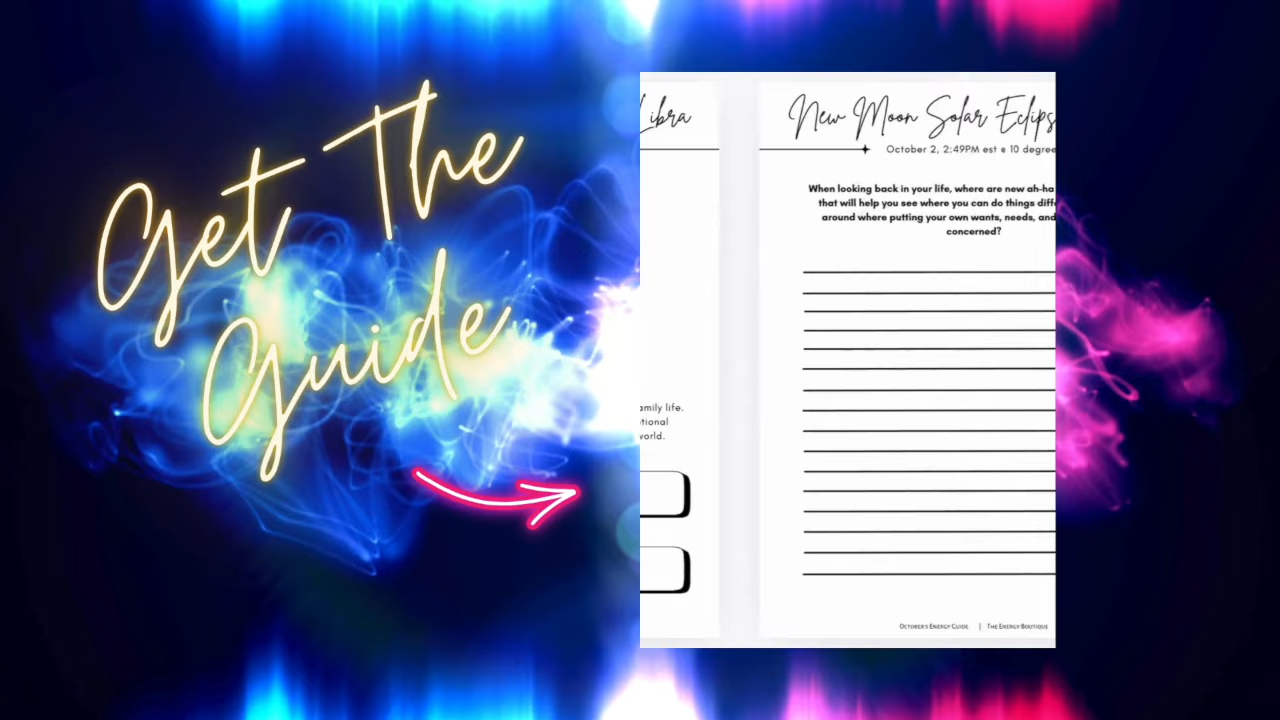 Get The
Guide
Libra
amily life.
otional
world.
New Moon Solar Eclips
October 2, 2:49PM est @ 10 degree
When looking back in your life, where are new ah-ha
that will help you see where you can do things diff
around where putting your own wants, needs, and
concerned?
October's Energy Guide | The Energy Boutique